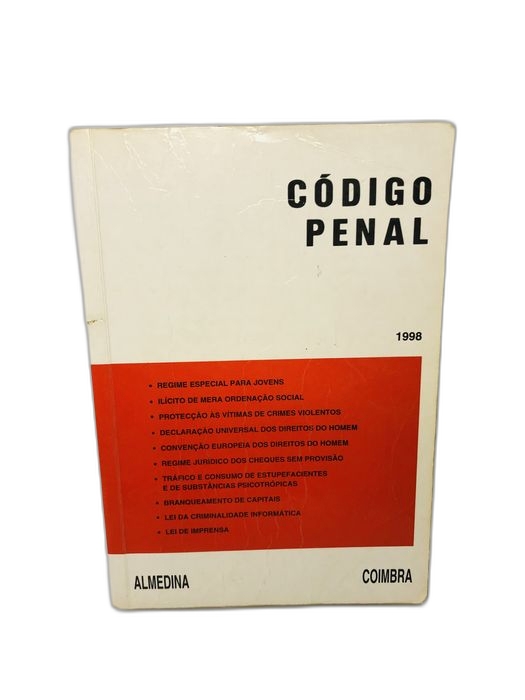 CÓDIGO
PENAL
1998
• REGIME ESPECIAL PARA JOVENS
• ILÍCITO DE MERA ORDENAÇÃO SOCIAL
• PROTECÇÃO ÀS VÍTIMAS DE CRIMES VIOLENTOS
• DECLARAÇÃO UNIVERSAL DOS DIREITOS DO HOMEM
• CONVENÇÃO EUROPEIA DOS DIREITOS DO HOMEM
• REGIME JURÍDICO DOS CHEQUES SEM PROVISÃO
• TRÁFICO E CONSUMO DE ESTUPEFACIENTES
E DE SUBSTÂNCIAS PSICOTRÓPICAS
• BRANQUEAMENTO DE CAPITAIS
• LEI DA CRIMINALIDADE INFORMÁTICA
• LEI DE IMPRENSA
ALMEDINA COIMBRA